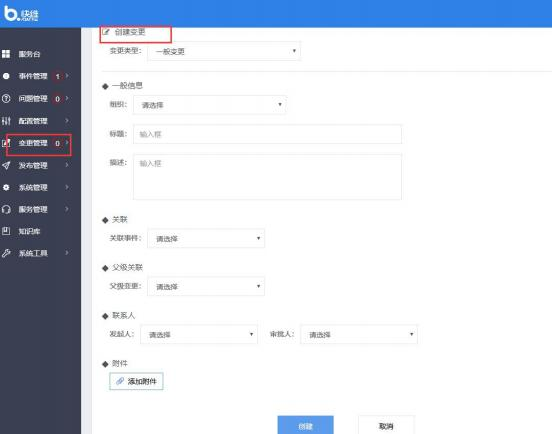 b.快维
创建变更
变更类型: 一般变更
服务台
事件管理 1
问题管理 0
配置管理
变更管理 0
发布管理
系统管理
服务管理
知识库
系统工具
一般信息
组织: 请选择
标题: 输入框
描述: 输入框
关联
关联事件: 请选择
父级关联
父级变更: 请选择
联系人
发起人: 请选择 审批人: 请选择
附件
添加附件
创建 取消